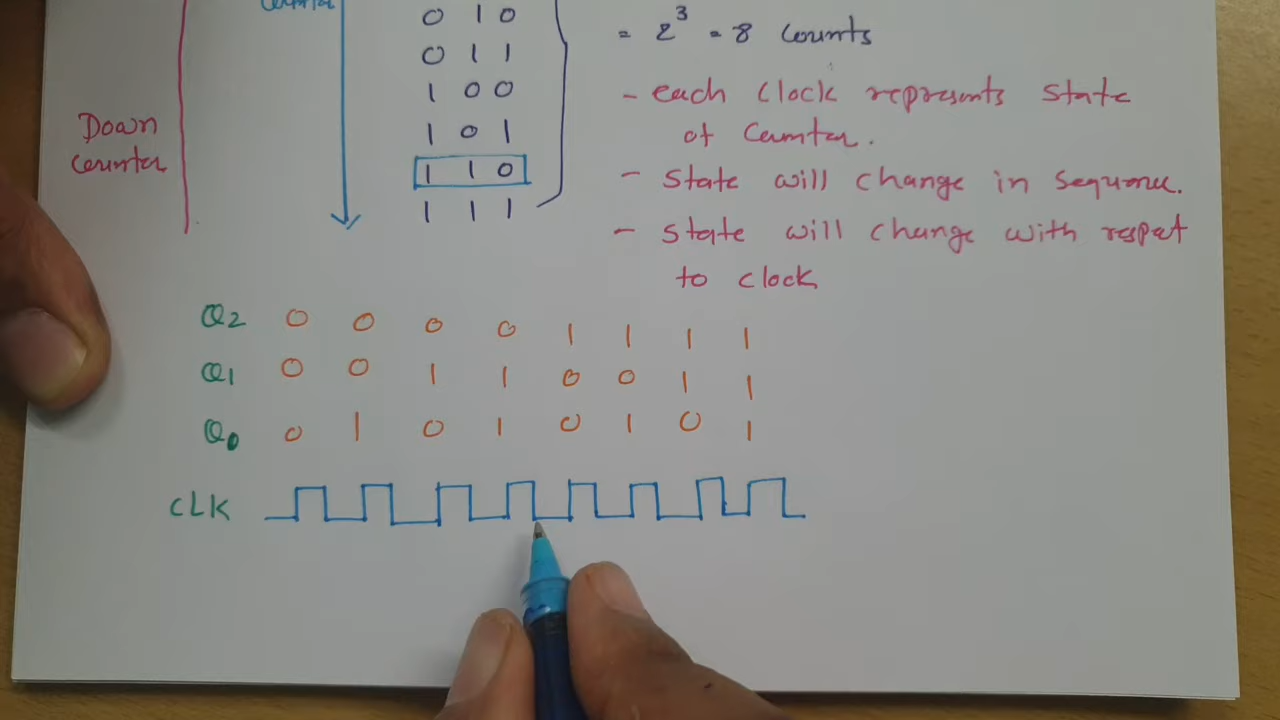 0 1 0
0 1 1
1 0 0
1 0 1
1 1 0
1 1 1
Down
Counter
= 2³ = 8 Counts
- each clock represents state
of Counter.
- state will change in sequence.
- state will change with respect
to clock
Q2 0 0 0 0 1 1 1 1
Q1 0 0 1 1 0 0 1 1
Q0 0 1 0 1 0 1 0 1
CLK